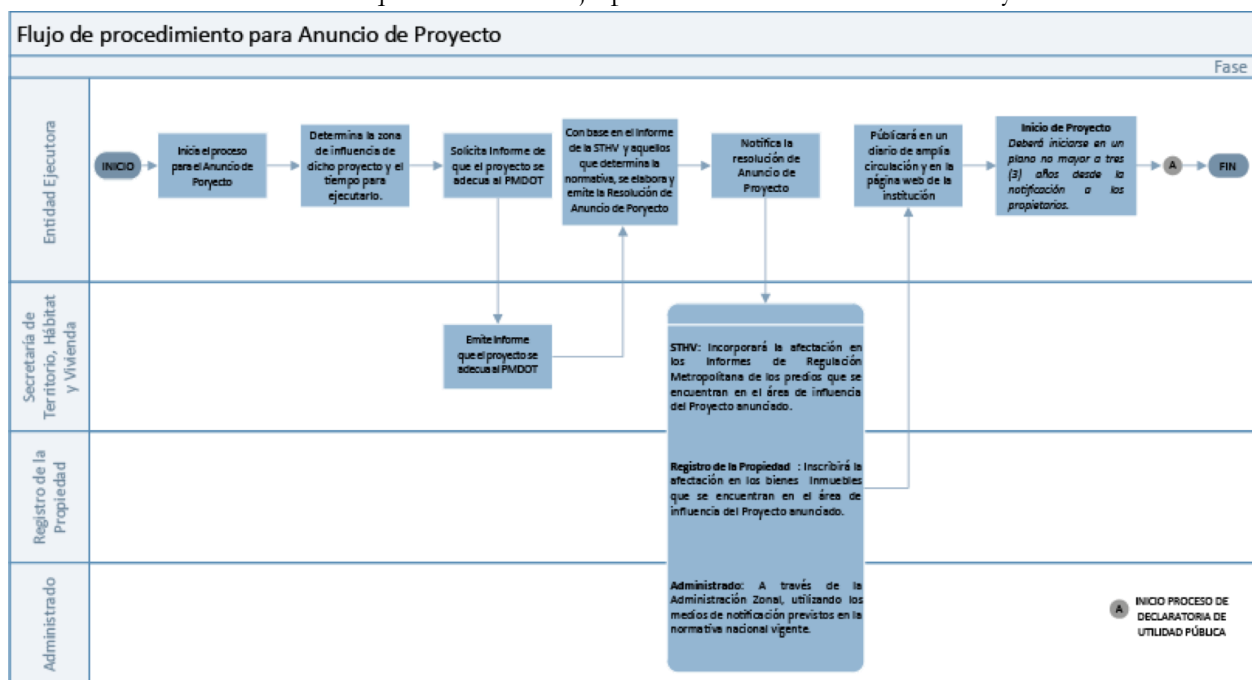 Flujo de procedimiento para Anuncio de Proyecto
Fase
Entidad Ejecutora
INICIO
Inicia el proceso
para el Anuncio de
Poryecto
Determina la zona
de influencia de
dicho proyecto y el
tiempo para
ejecutarlo.
Solicita Informe de
que el proyecto se
adecua al PMDOT
Con base en el Informe
de la STHV y aquellos
que determina la
normativa, se elabora y
emite la Resolución de
Anuncio de Poryecto
Notifica la
resolución de
Anuncio de
Proyecto
Públicará en un
diario de amplia
circulación y en la
página web de la
institución
Inicio de Proyecto
Deberá iniciarse en un
plano no mayor a tres
(3) años desde la
notificación a los
propietarios.
A
FIN
Secretaría de
Territorio, Hábitat
y Vivienda
Emite Informe
que el proyecto se
adecua al PMDOT
STHV: Incorporará la afectación en
los Informes de Regulación
Metropolitana de los predios que se
encuentran en el área de influencia
del Proyecto anunciado.
Registro de la
Propiedad
Registro de la Propiedad : Inscribirá la
afectación en los bienes Inmuebles
que se encuentran en el área de
influencia del Proyecto anunciado.
Administrado
Administrado: A través de la
Administración Zonal, utilizando los
medios de notificación previstos en la
normativa nacional vigente.
A
INICIO PROCESO DE
DECLARATORIA DE
UTILIDAD PÚBLICA